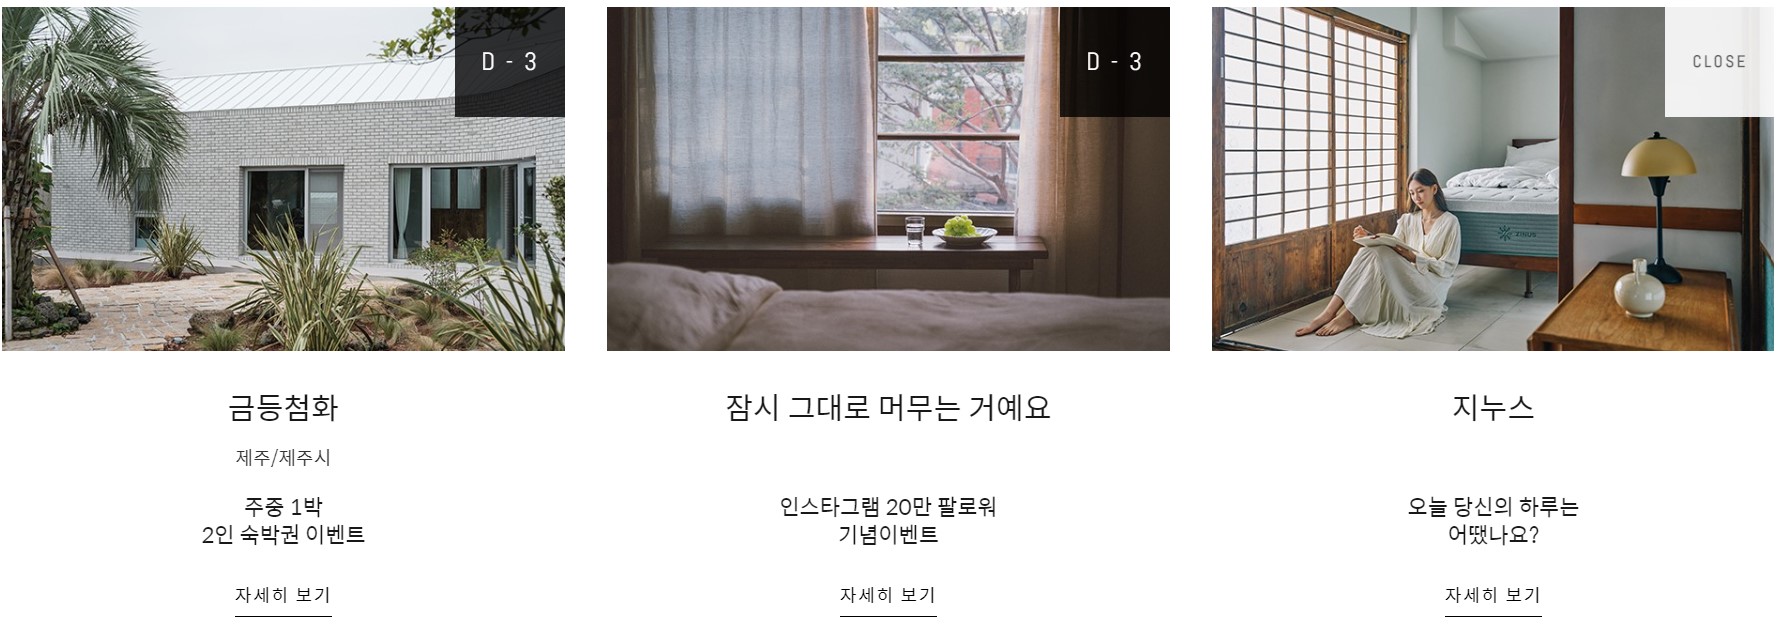 D - 3
D - 3
CLOSE
ZINUS
금등첨화
제주/제주시
주중 1박
2인 숙박권 이벤트
자세히 보기
잠시 그대로 머무는 거예요
인스타그램 20만 팔로워
기념이벤트
자세히 보기
지누스
오늘 당신의 하루는
어땠나요?
자세히 보기